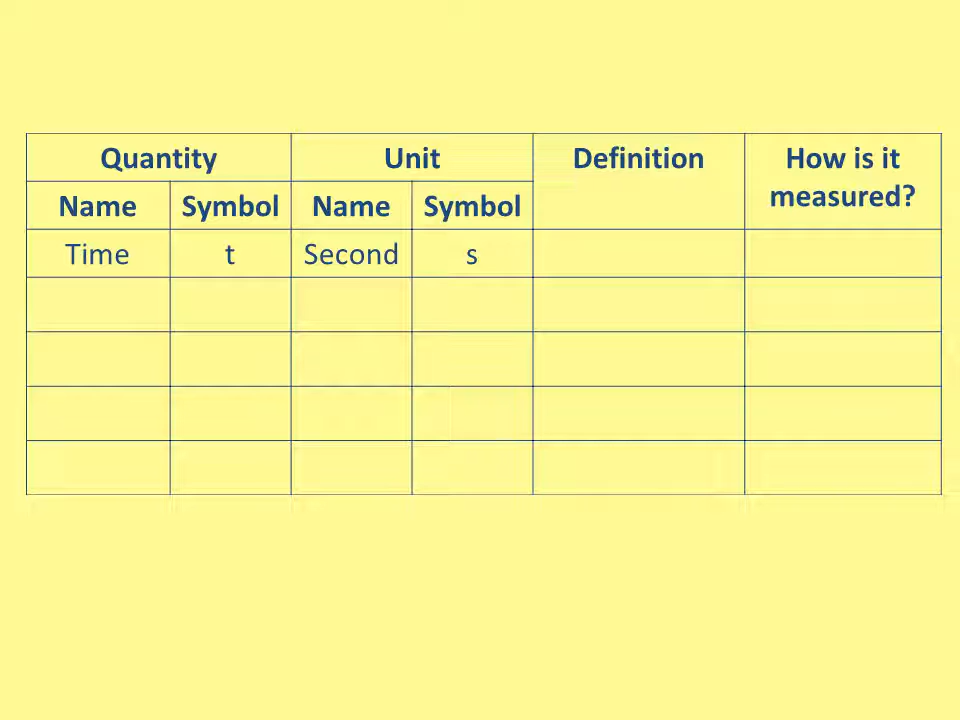 Quantity Unit Definition How is it
measured?
Name Symbol Name Symbol
Time t Second s